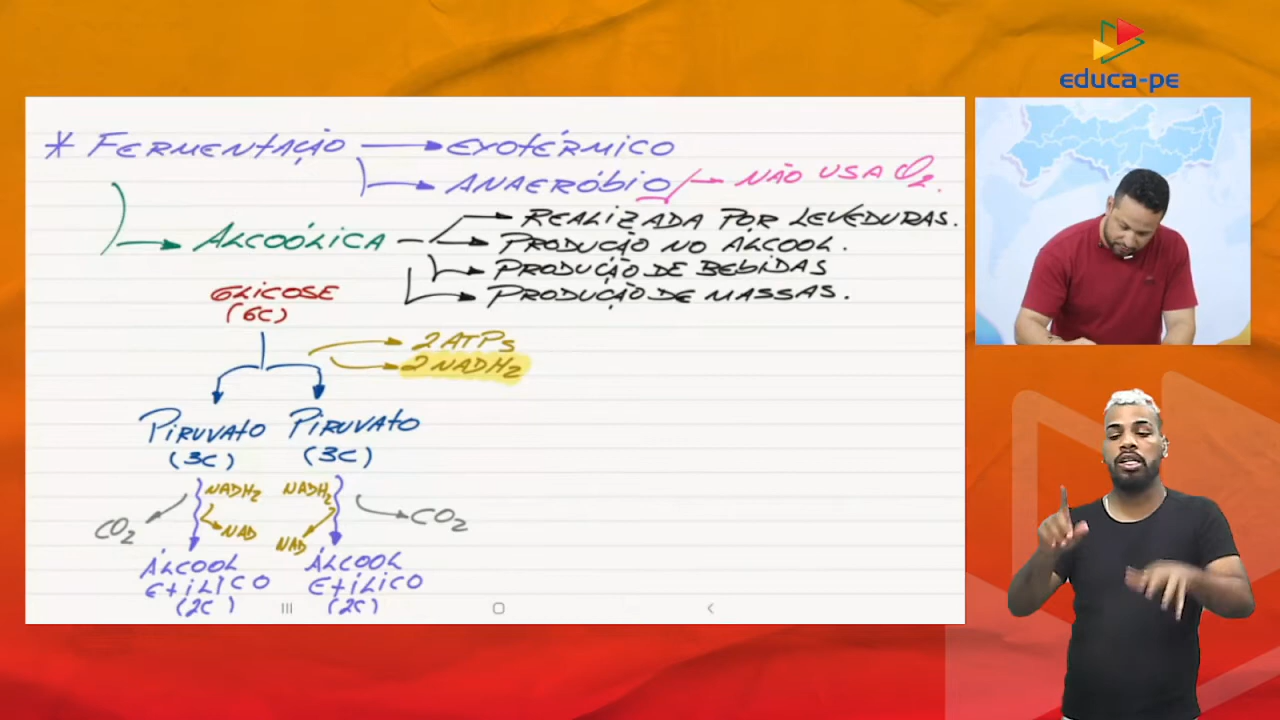 educa-pe
* FERMENTAÇÃO → EXOTÉRMICO
→ ANAERÓBIO → NÃO USA O2.
→ ALCOÓLICA → REALIZADA POR LEVEDURAS.
→ PRODUÇÃO NO ÁLCOOL.
→ PRODUÇÃO DE BEBIDAS
→ PRODUÇÃO DE MASSAS.
GLICOSE
(6C)
2 ATPs
2 NADH2
PIRUVATO PIRUVATO
(3C) (3C)
NADH2 NADH2
CO2 NAD NAD CO2
ÁLCOOL ÁLCOOL
ETÍLICO ETÍLICO
(2C) (2C)